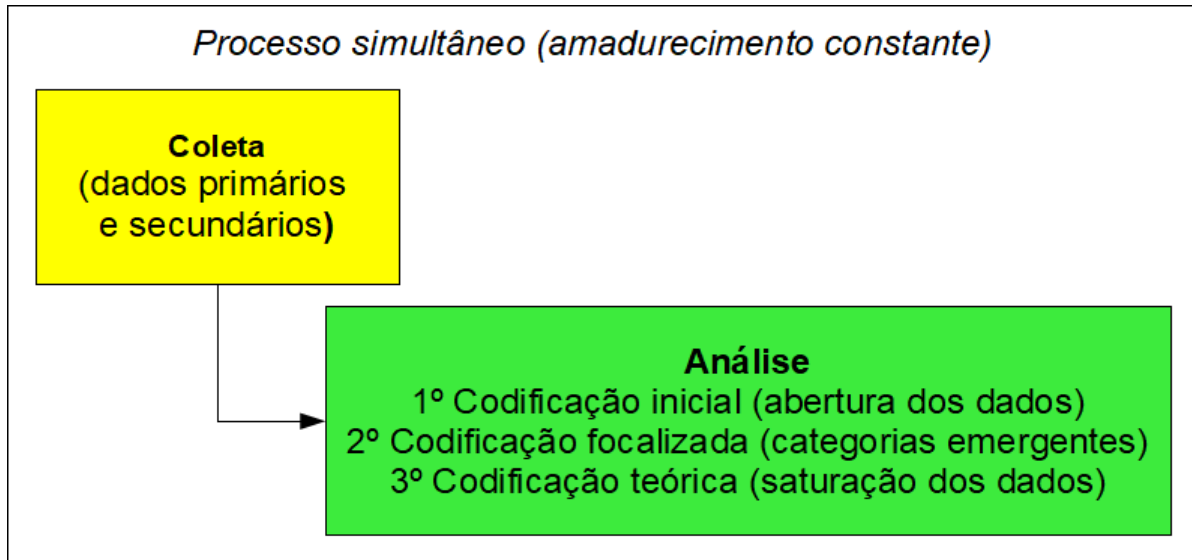 Processo simultâneo (amadurecimento constante)
Coleta
(dados primários
e secundários)
Análise
1º Codificação inicial (abertura dos dados)
2º Codificação focalizada (categorias emergentes)
3º Codificação teórica (saturação dos dados)